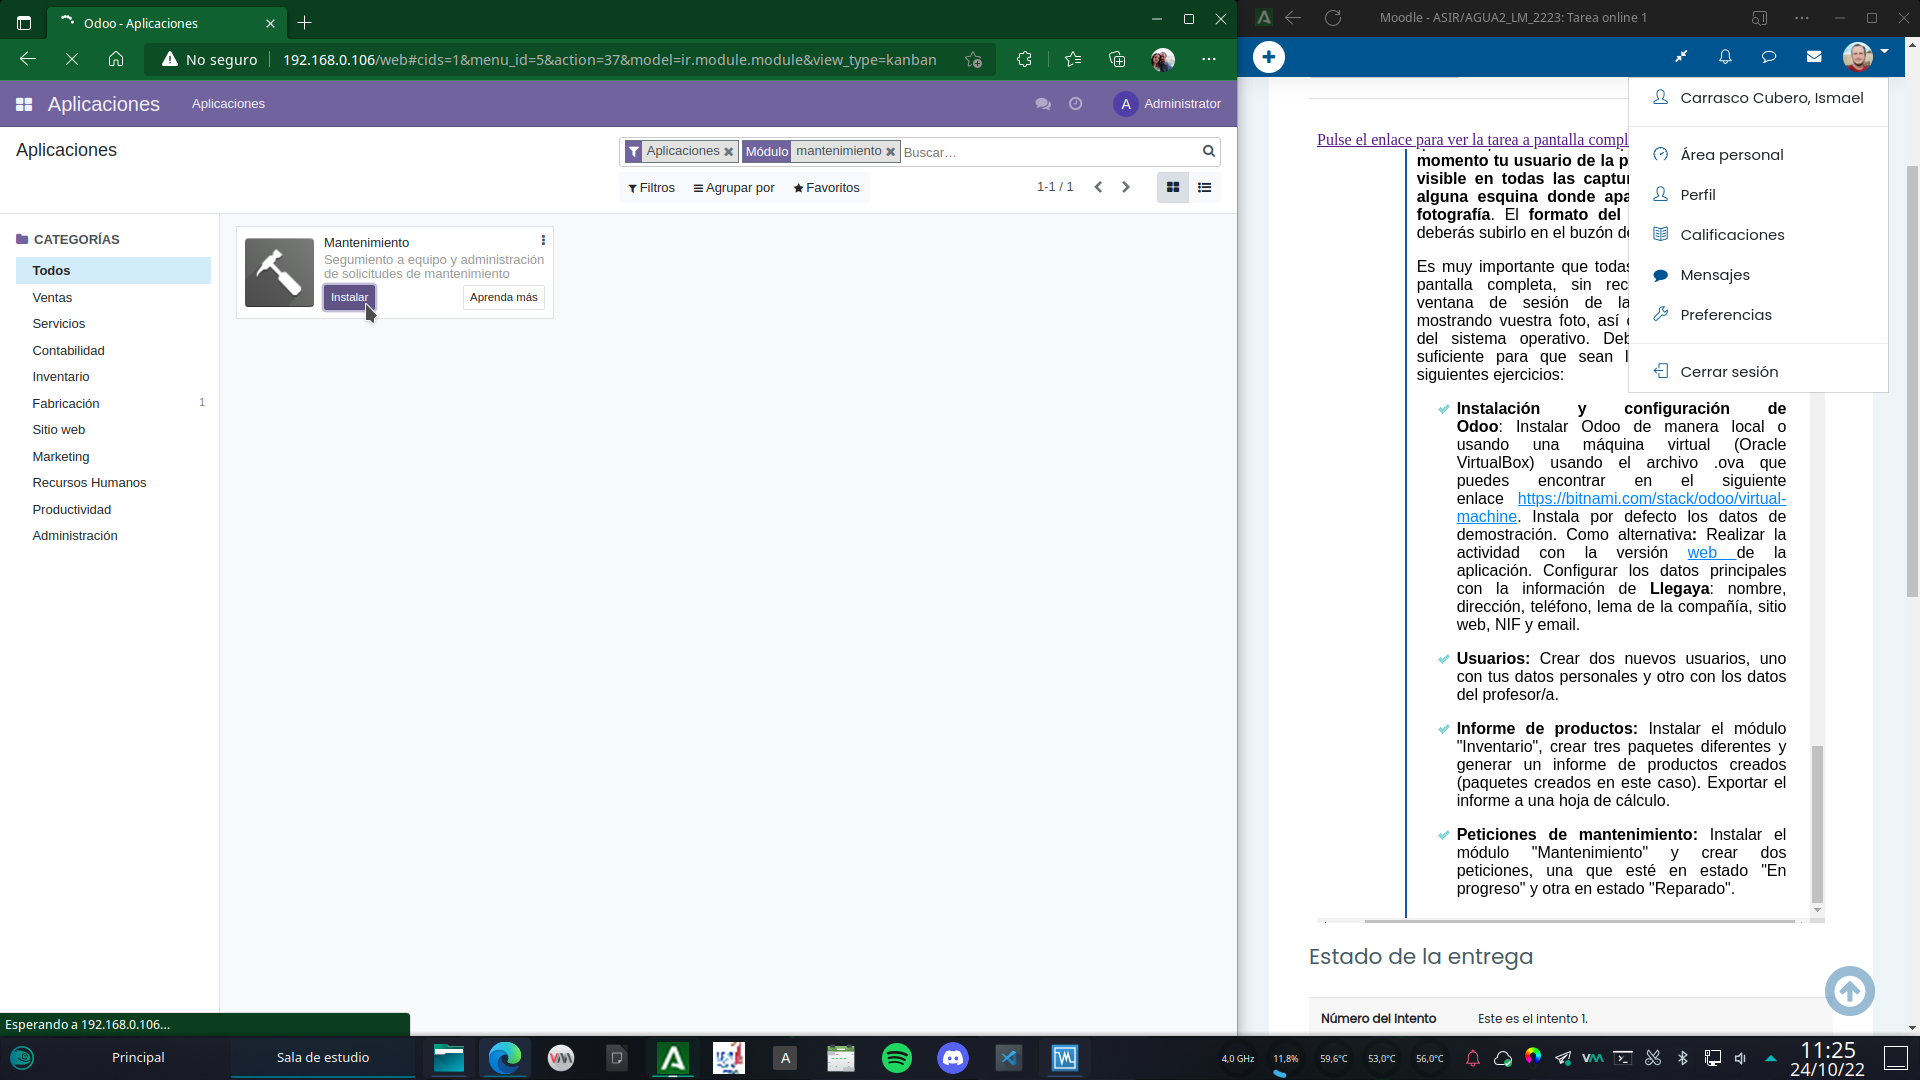 Odoo - Aplicaciones
No seguro
192.168.0.106/web#cids=1&menu_id=5&action=37&model=ir.module.module&view_type=kanban
Aplicaciones
Aplicaciones
A
Administrator
Aplicaciones
Aplicaciones
Módulo
mantenimiento
Buscar...
Filtros
Agrupar por
Favoritos
1-1 / 1
CATEGORÍAS
Todos
Ventas
Servicios
Contabilidad
Inventario
Fabricación 1
Sitio web
Marketing
Recursos Humanos
Productividad
Administración
Mantenimiento
Segumiento a equipo y administración
de solicitudes de mantenimiento
Instalar
Aprenda más
Esperando a 192.168.0.106...
Moodle - ASIR/AGUA2_LM_2223: Tarea online 1
Carrasco Cubero, Ismael
Área personal
Perfil
Calificaciones
Mensajes
Preferencias
Cerrar sesión
Pulse el enlace para ver la tarea a pantalla compl
momento tu usuario de la p
visible en todas las captur
alguna esquina donde apa
fotografía. El formato del
deberás subirlo en el buzón de
Es muy importante que todas
pantalla completa, sin rec
ventana de sesión de la
mostrando vuestra foto, así
del sistema operativo. Deb
suficiente para que sean l
siguientes ejercicios:
Instalación y configuración de
Odoo: Instalar Odoo de manera local o
usando una máquina virtual (Oracle
VirtualBox) usando el archivo .ova que
puedes encontrar en el siguiente
enlace https://bitnami.com/stack/odoo/virtual-
machine. Instala por defecto los datos de
demostración. Como alternativa: Realizar la
actividad con la versión web de la
aplicación. Configurar los datos principales
con la información de Llegaya: nombre,
dirección, teléfono, lema de la compañía, sitio
web, NIF y email.
Usuarios: Crear dos nuevos usuarios, uno
con tus datos personales y otro con los datos
del profesor/a.
Informe de productos: Instalar el módulo
"Inventario", crear tres paquetes diferentes y
generar un informe de productos creados
(paquetes creados en este caso). Exportar el
informe a una hoja de cálculo.
Peticiones de mantenimiento: Instalar el
módulo "Mantenimiento" y crear dos
peticiones, una que esté en estado "En
progreso" y otra en estado "Reparado".
Estado de la entrega
Número del Intento
Este es el intento 1.
Principal
Sala de estudio
A
4,0 GHz
11,8%
59,6°C
53,0°C
56,0°C
11:25
24/10/22